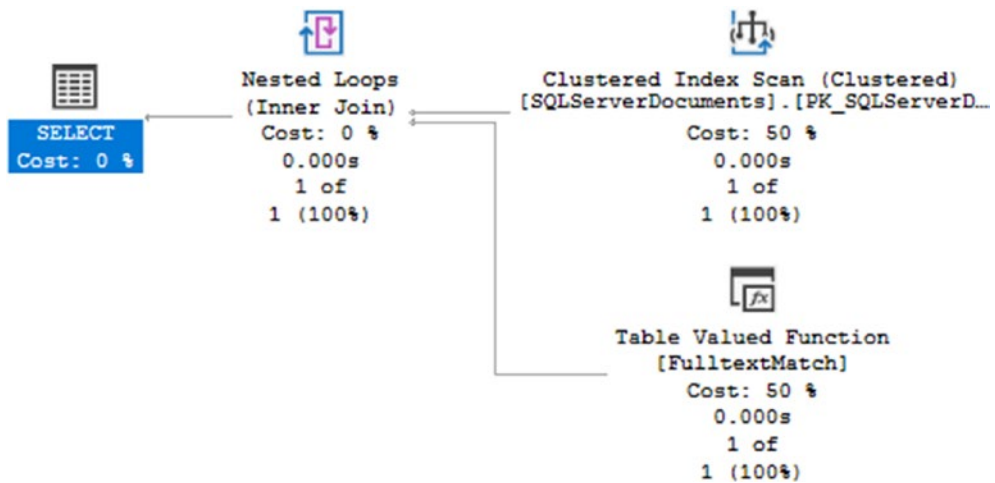 SELECT
Cost: 0 %
Nested Loops
(Inner Join)
Cost: 0 %
0.000s
1 of
1 (100%)
Clustered Index Scan (Clustered)
[SQLServerDocuments].[PK_SQLServerD…
Cost: 50 %
0.000s
1 of
1 (100%)
fx
Table Valued Function
[FulltextMatch]
Cost: 50 %
0.000s
1 of
1 (100%)